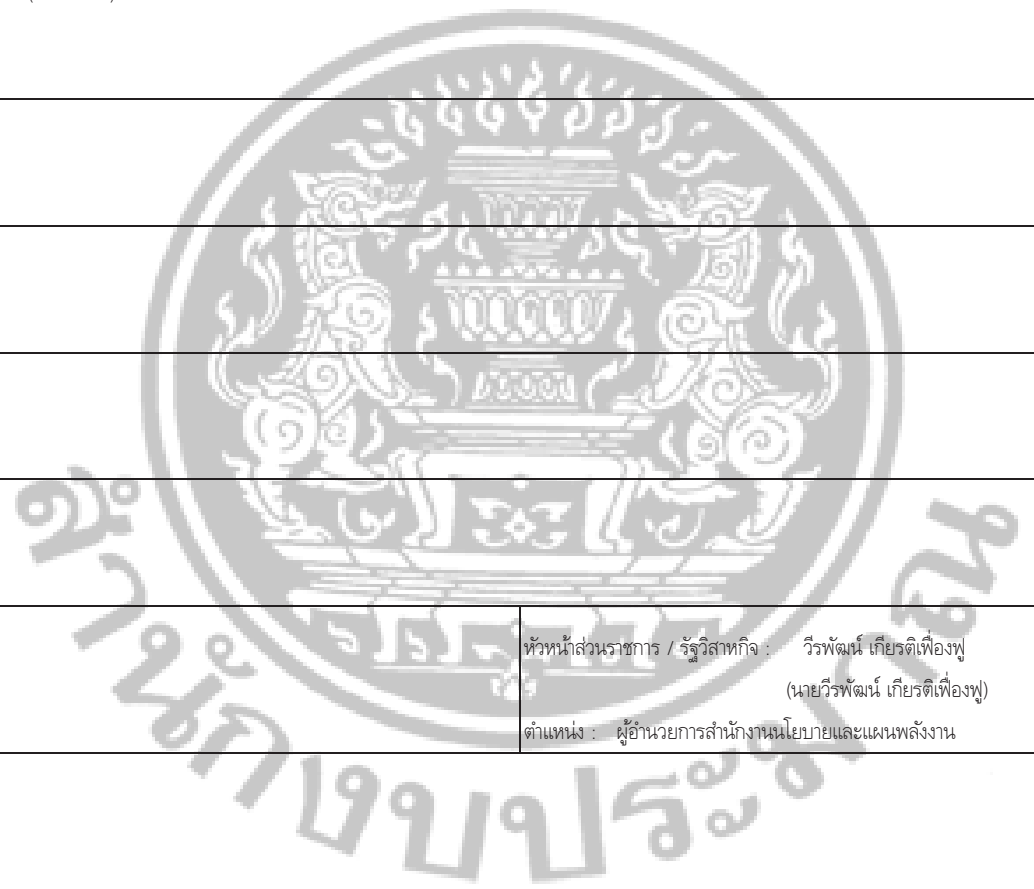 หัวหน้าส่วนราชการ / รัฐวิสาหกิจ : วีรพัฒน์ เกียรติเฟื่องฟู
(นายวีรพัฒน์ เกียรติเฟื่องฟู)
ตำแหน่ง : ผู้อำนวยการสำนักงานนโยบายและแผนพลังงาน
สำนักงบประมาณ